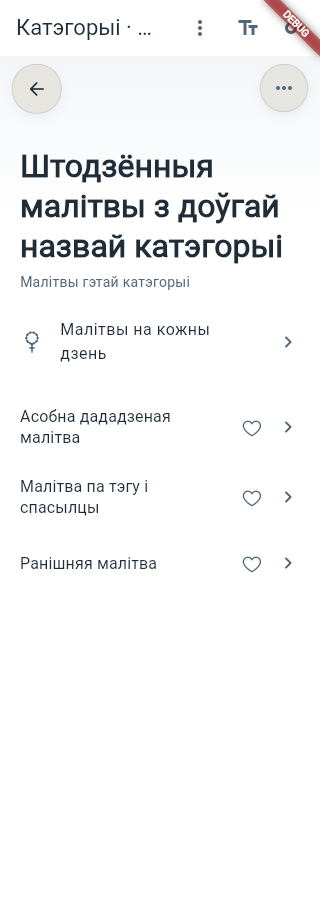 Катэгорыі · ...
DEBUG
Штодзённыя
малітвы з доўгай
назвай катэгорыі
Малітвы гэтай катэгорыі
Малітвы на кожны
дзень
Асобна дададзеная
малітва
Малітва па тэгу і
спасылцы
Ранішняя малітва